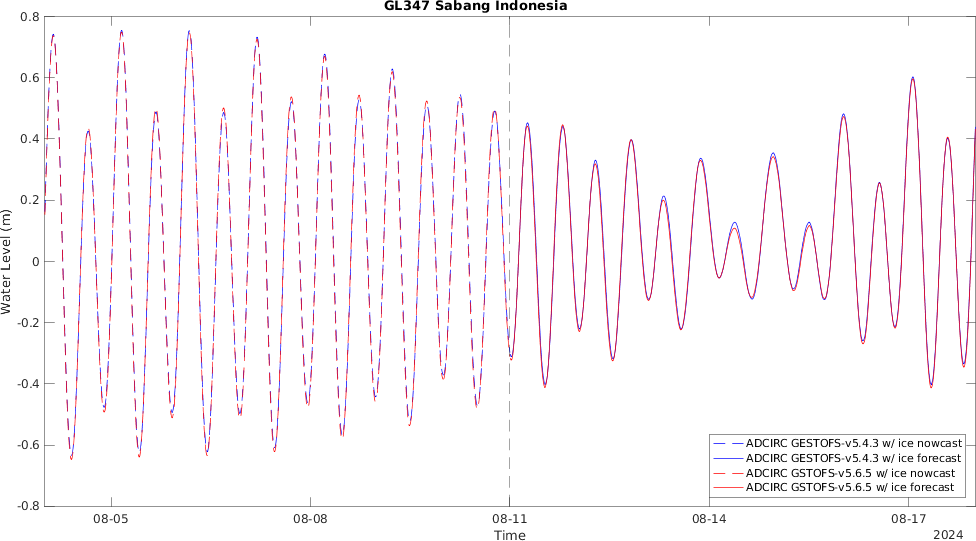 GL347 Sabang Indonesia
0.8
0.6
0.4
0.2
0
-0.2
-0.4
-0.6
-0.8
Water Level (m)
ADCIRC GESTOFS-v5.4.3 w/ ice nowcast
ADCIRC GESTOFS-v5.4.3 w/ ice forecast
ADCIRC GSTOFS-v5.6.5 w/ ice nowcast
ADCIRC GSTOFS-v5.6.5 w/ ice forecast
08-05 08-08 08-11 08-14 08-17
Time
2024